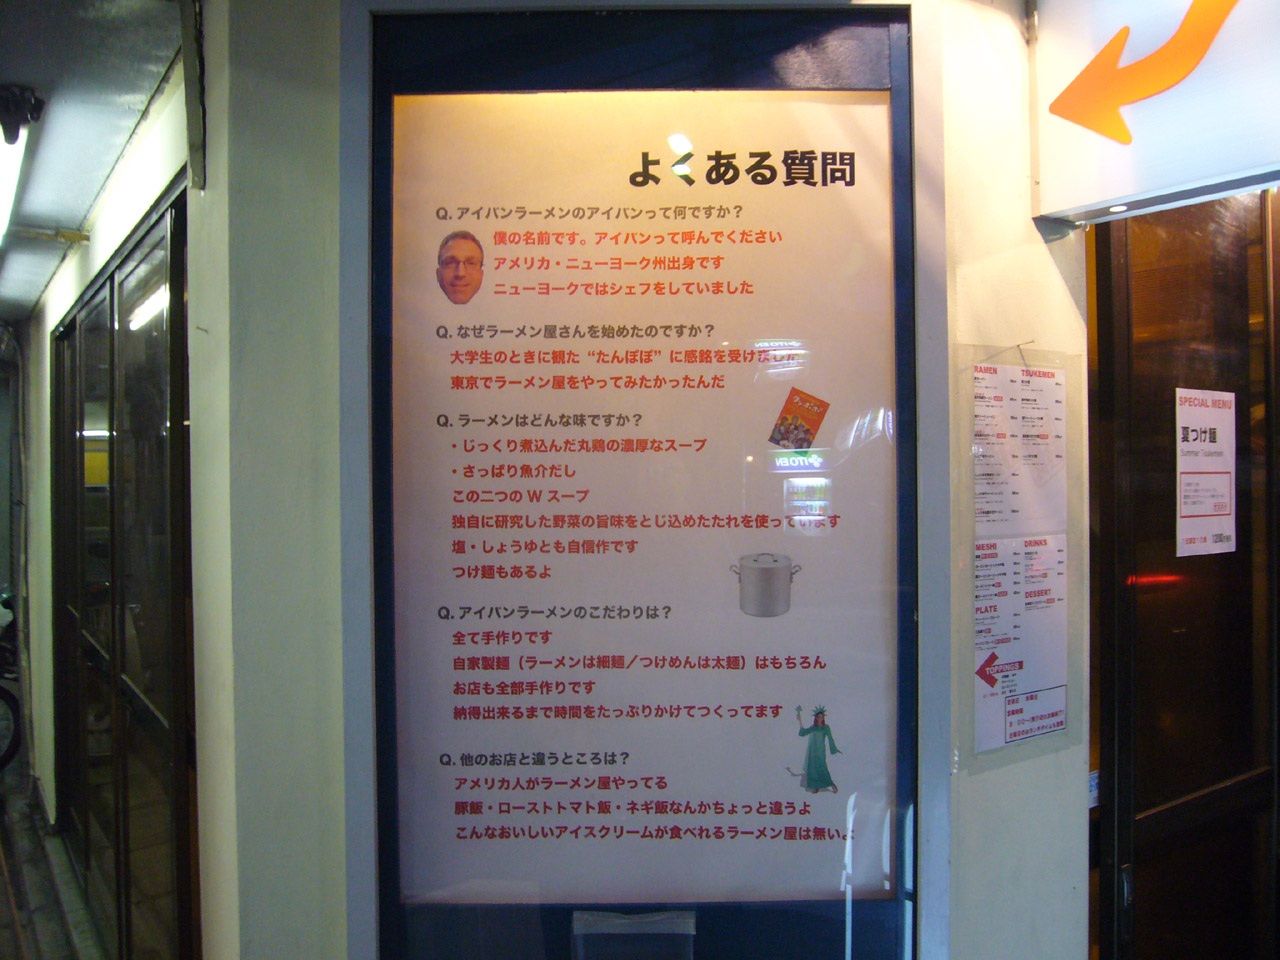 よくある質問
Q. アイバンラーメンのアイバンって何ですか？
僕の名前です。アイバンって呼んでください
アメリカ・ニューヨーク州出身です
ニューヨークではシェフをしていました
Q. なぜラーメン屋さんを始めたのですか？
大学生のときに観た“たんぽぽ”に感銘を受けました
東京でラーメン屋をやってみたかったんだ
Q. ラーメンはどんな味ですか？
・じっくり煮込んだ丸鶏の濃厚なスープ
・さっぱり魚介だし
この二つの W スープ
独自に研究した野菜の旨味をとじ込めたたれを使っています
塩・しょうゆとも自信作です
つけ麺もあるよ
Q. アイバンラーメンのこだわりは？
全て手作りです
自家製麺（ラーメンは細麺／つけめんは太麺）はもちろん
お店も全部手作りです
納得出来るまで時間をたっぷりかけてつくってます
Q. 他のお店と違うところは？
アメリカ人がラーメン屋やってる
豚飯・ローストトマト飯・ネギ飯なんかちょっと違うよ
こんなおいしいアイスクリームが食べれるラーメン屋は無いよ
ITO EN
RAMEN
TSUKEMEN
MESHI
DRINKS
DESSERT
PLATE
TOPPINGS
SPECIAL MENU
夏つけ麺
Summer Tsukemen